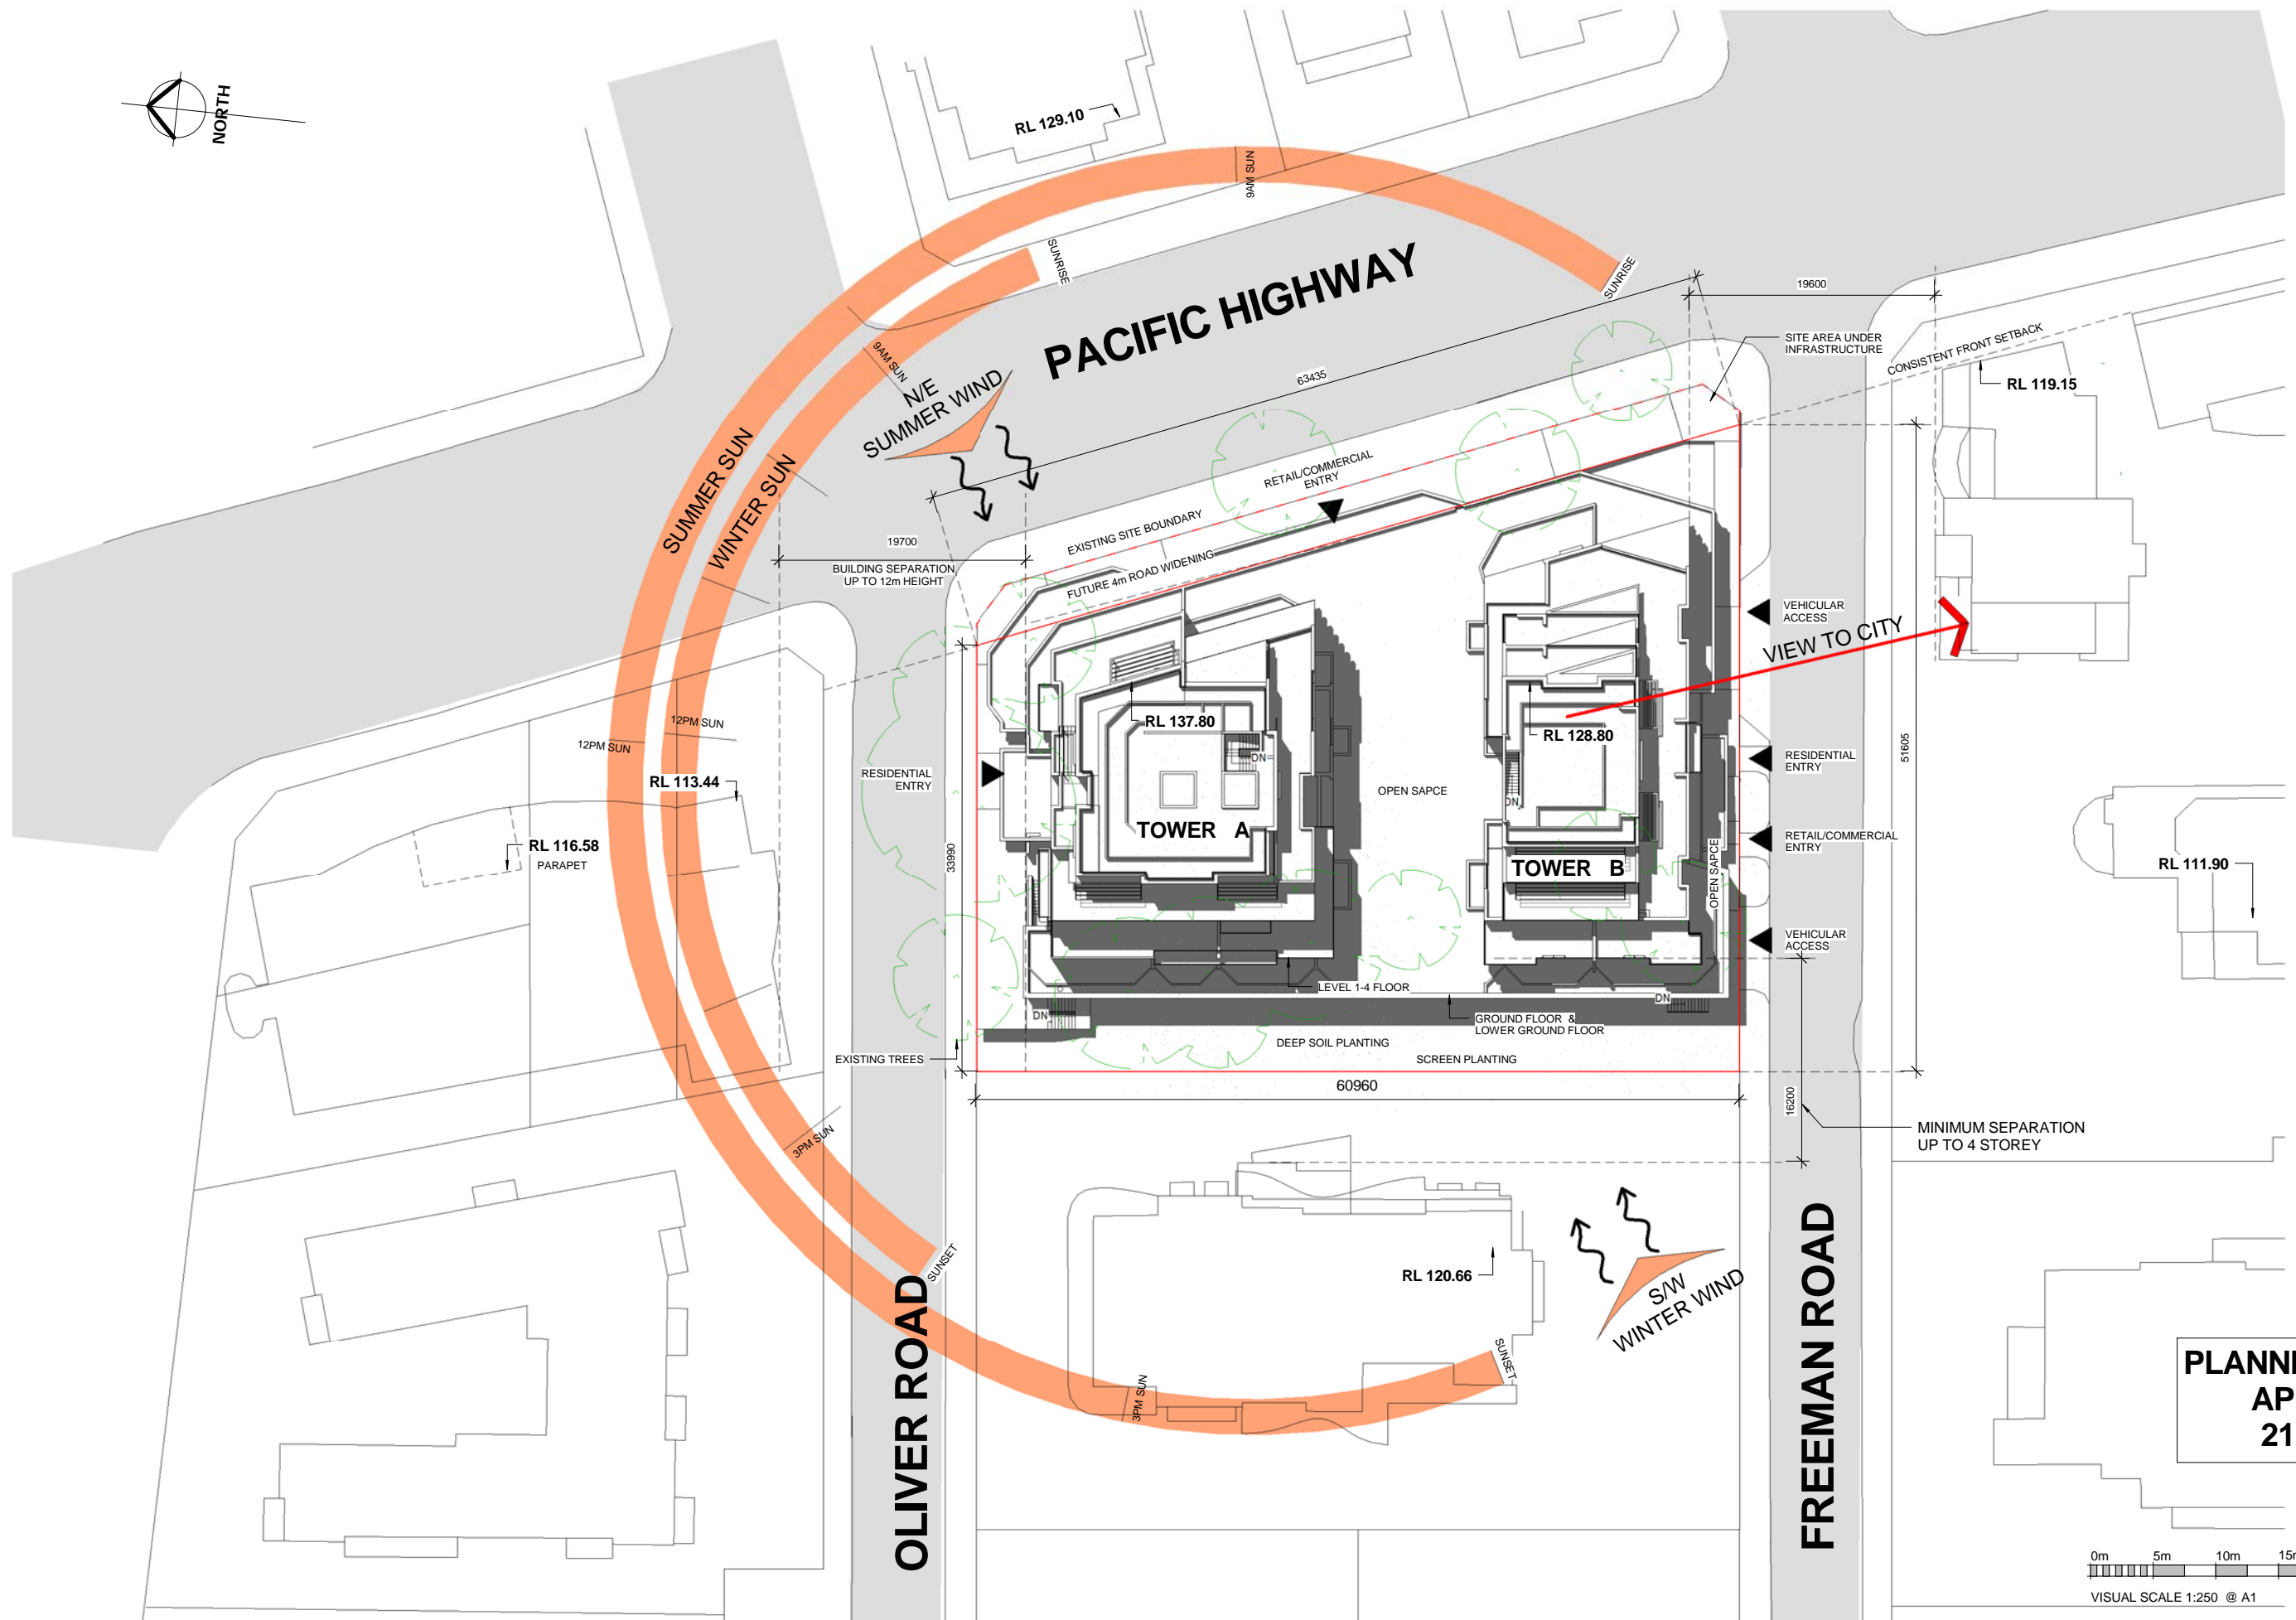 NORTH
RL 129.10
9AM SUN
SUNRISE
SUNRISE
PACIFIC HIGHWAY
19600
SITE AREA UNDER
INFRASTRUCTURE
CONSISTENT FRONT SETBACK
RL 119.15
9AM SUN
N/E
SUMMER WIND
63435
SUMMER SUN
WINTER SUN
RETAIL/COMMERCIAL
ENTRY
EXISTING SITE BOUNDARY
FUTURE 4m ROAD WIDENING
19700
BUILDING SEPARATION
UP TO 12m HEIGHT
VEHICULAR
ACCESS
VIEW TO CITY
12PM SUN
12PM SUN
RL 113.44
RL 116.58
PARAPET
RESIDENTIAL
ENTRY
RL 137.80
DN
TOWER A
OPEN SAPCE
RL 128.80
DN
TOWER B
OPEN SAPCE
RESIDENTIAL
ENTRY
51605
RETAIL/COMMERCIAL
ENTRY
RL 111.90
33990
VEHICULAR
ACCESS
LEVEL 1-4 FLOOR
DN
DN
GROUND FLOOR &
LOWER GROUND FLOOR
DEEP SOIL PLANTING
SCREEN PLANTING
EXISTING TREES
60960
16200
MINIMUM SEPARATION
UP TO 4 STOREY
3PM SUN
SUNSET
OLIVER ROAD
RL 120.66
S/W
WINTER WIND
SUNSET
3PM SUN
FREEMAN ROAD
PLANN
AP
21
0m 5m 10m 15m
VISUAL SCALE 1:250 @ A1